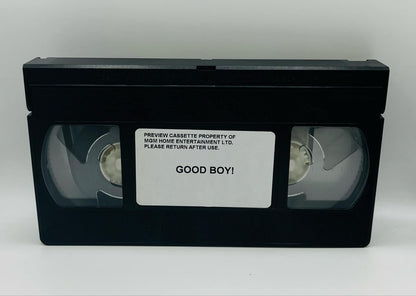 PREVIEW CASSETTE PROPERTY OF
MGM HOME ENTERTAINMENT LTD.
PLEASE RETURN AFTER USE.
GOOD BOY!